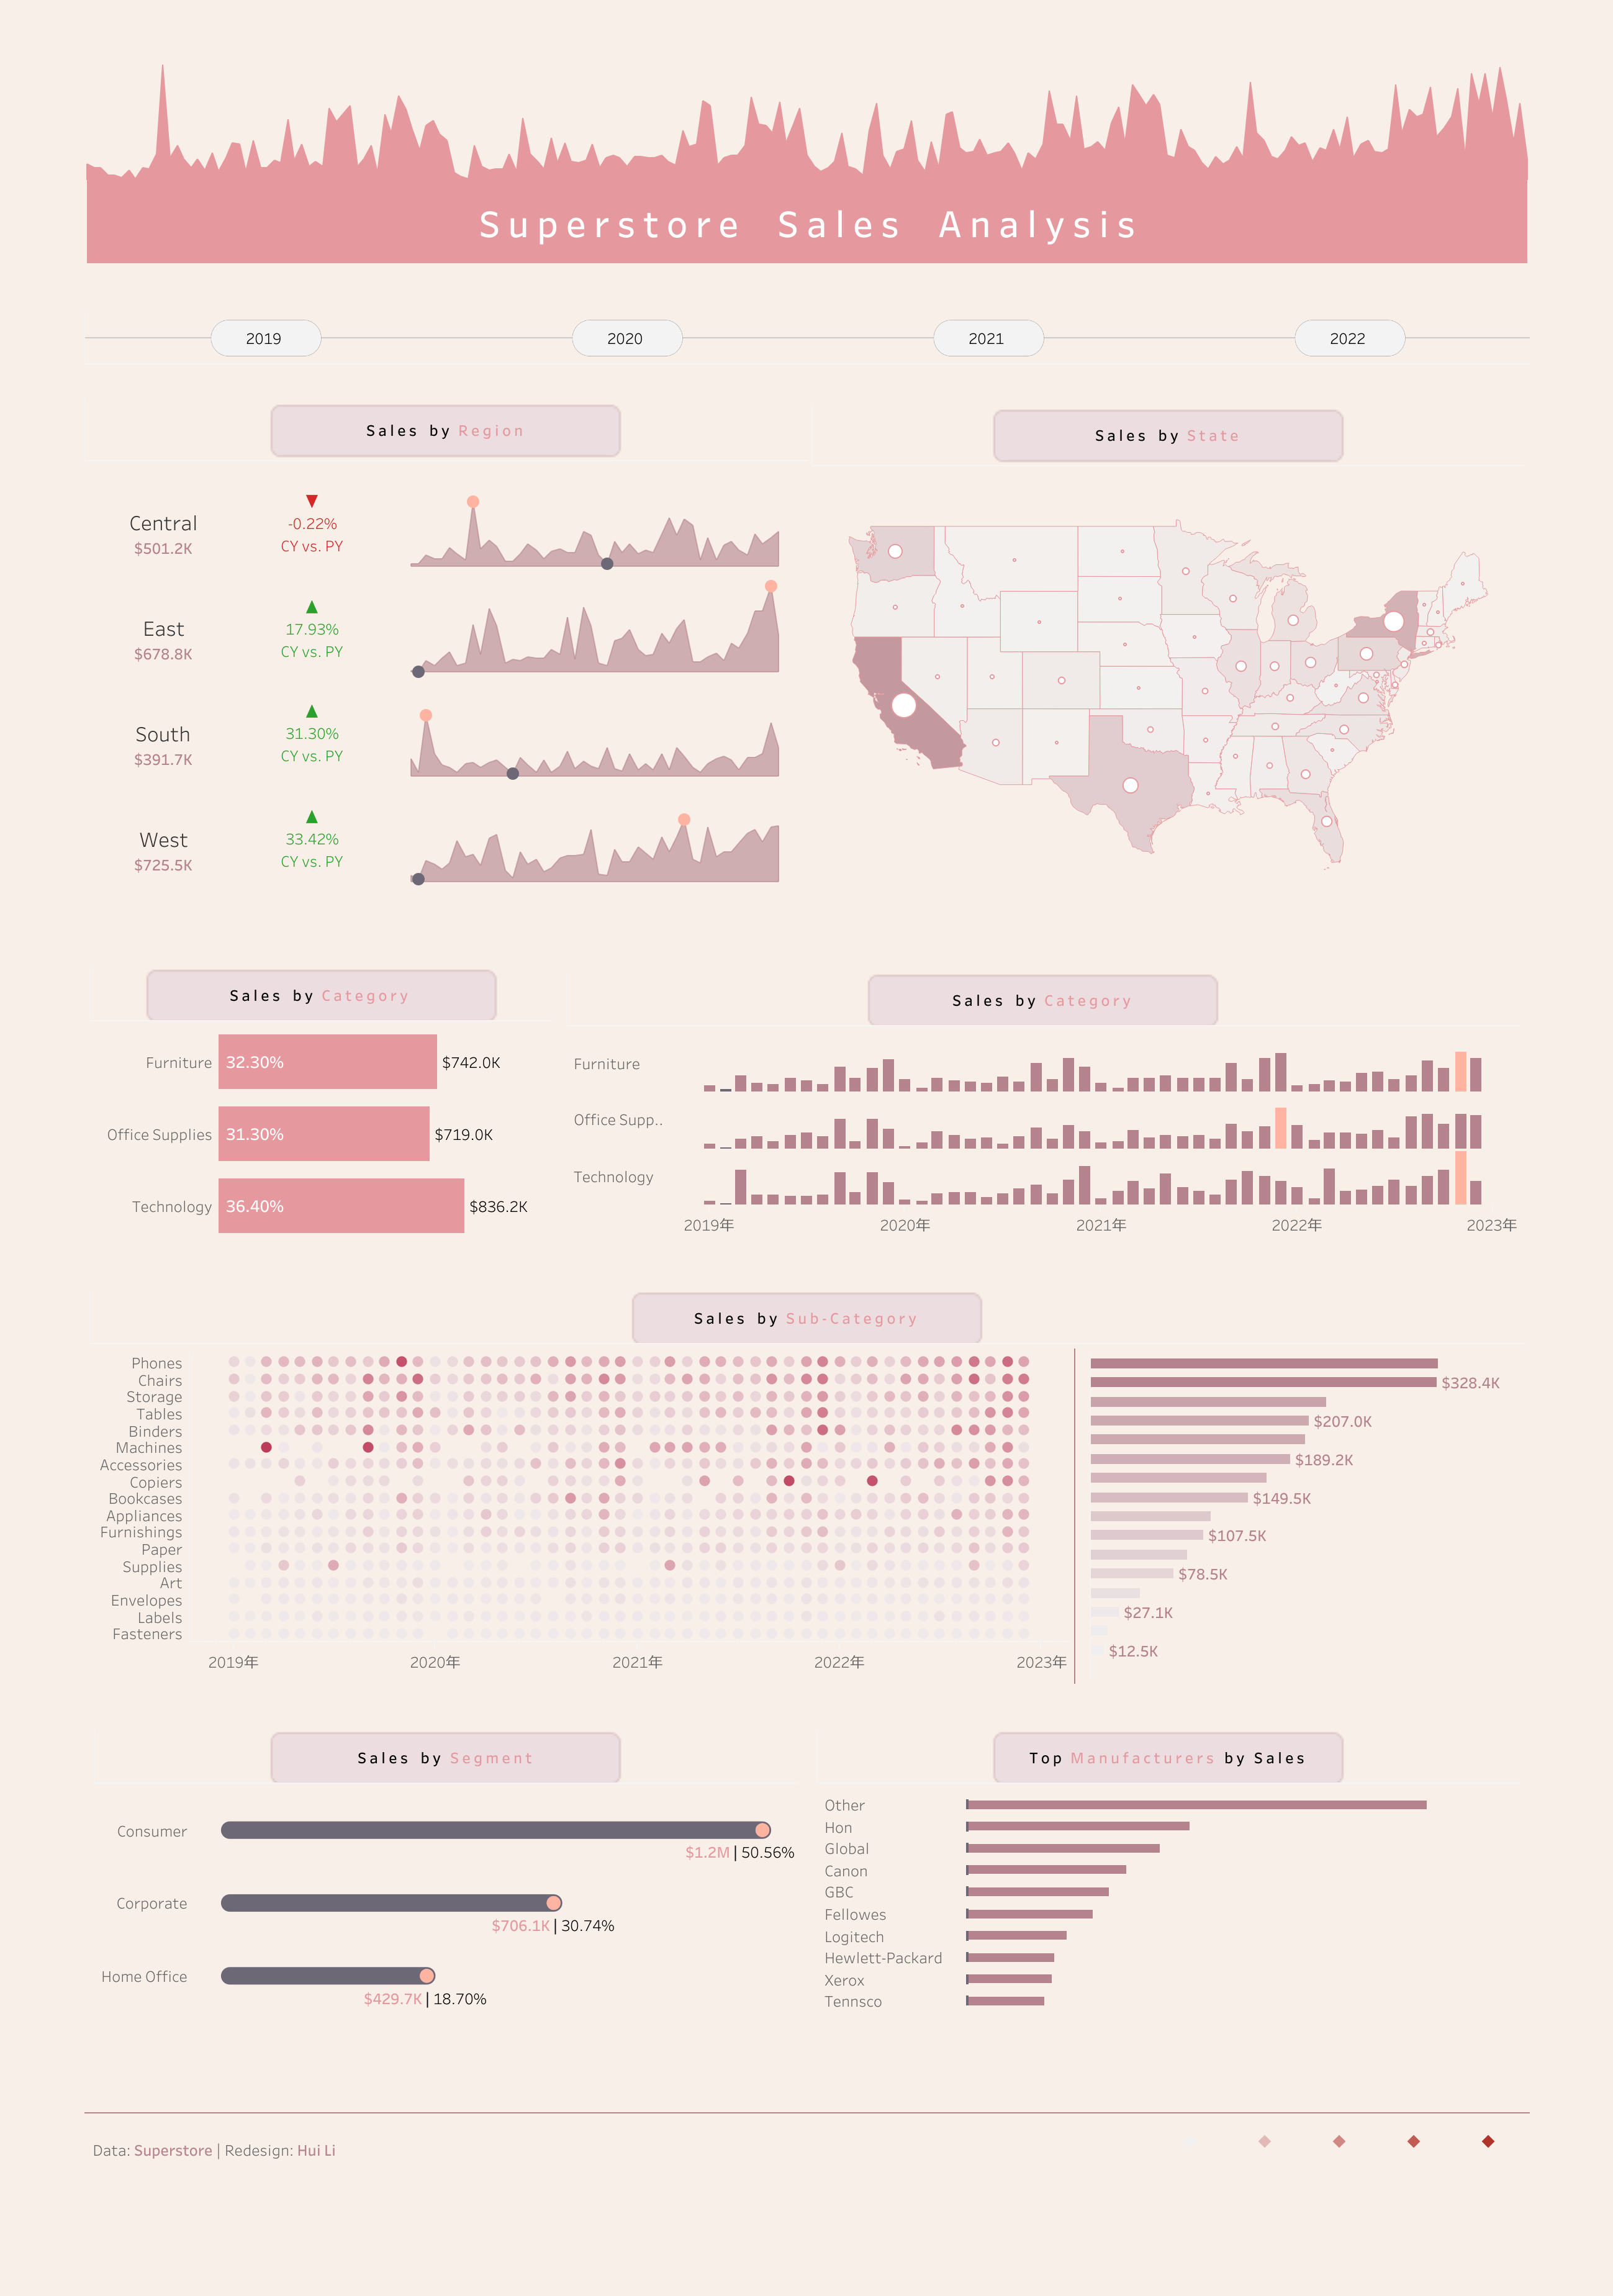 Superstore Sales Analysis
2019 2020 2021 2022
Sales by Region
Central
$501.2K
-0.22%
CY vs. PY
East
$678.8K
17.93%
CY vs. PY
South
$391.7K
31.30%
CY vs. PY
West
$725.5K
33.42%
CY vs. PY
Sales by State
Sales by Category
Furniture 32.30% $742.0K
Office Supplies 31.30% $719.0K
Technology 36.40% $836.2K
Sales by Category
Furniture
Office Supp..
Technology
2019年 2020年 2021年 2022年 2023年
Sales by Sub-Category
Phones
Chairs
Storage
Tables
Binders
Machines
Accessories
Copiers
Bookcases
Appliances
Furnishings
Paper
Supplies
Art
Envelopes
Labels
Fasteners
2019年 2020年 2021年 2022年 2023年
$328.4K
$207.0K
$189.2K
$149.5K
$107.5K
$78.5K
$27.1K
$12.5K
Sales by Segment
Consumer
$1.2M | 50.56%
Corporate
$706.1K | 30.74%
Home Office
$429.7K | 18.70%
Top Manufacturers by Sales
Other
Hon
Global
Canon
GBC
Fellowes
Logitech
Hewlett-Packard
Xerox
Tennsco
Data: Superstore | Redesign: Hui Li